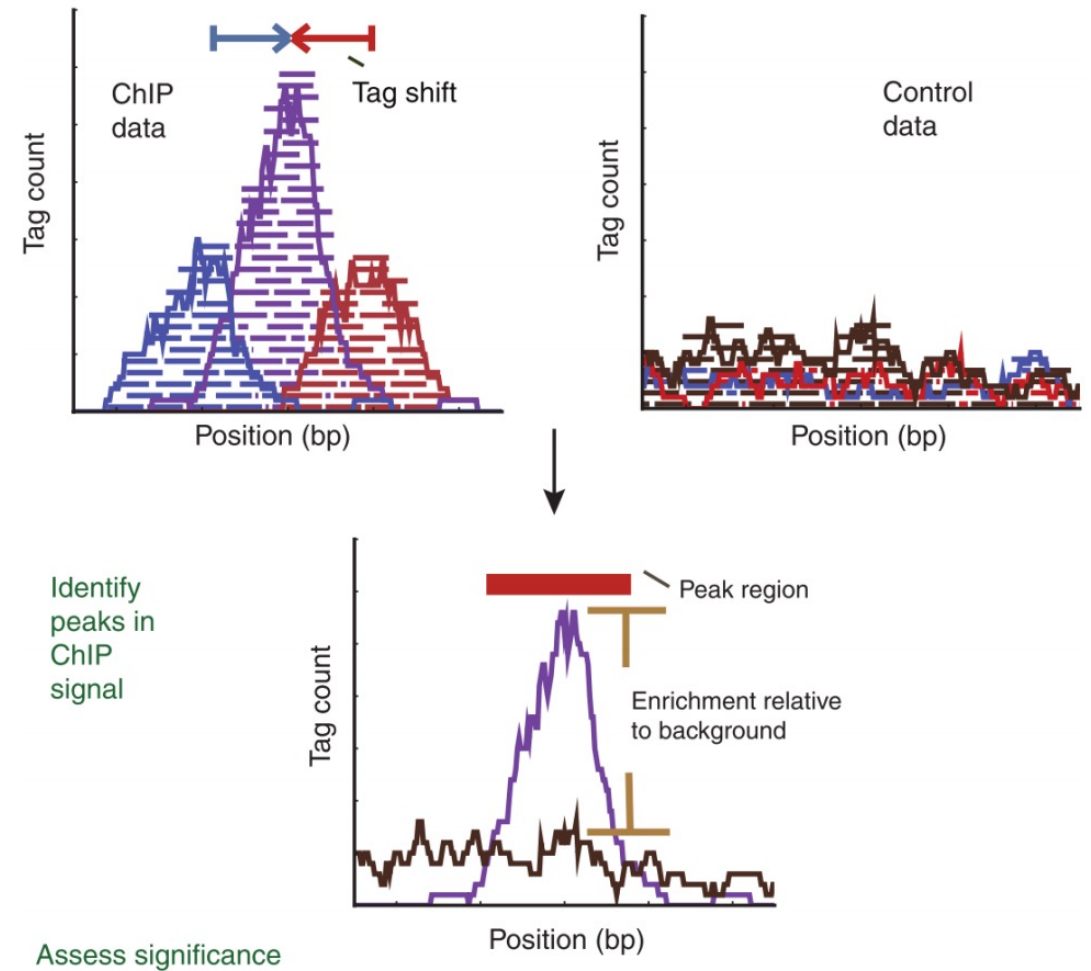 ChIP
data
Tag shift
Tag count
Position (bp)
Control
data
Tag count
Position (bp)
Identify
peaks in
ChIP
signal
Peak region
Enrichment relative
to background
Tag count
Position (bp)
Assess significance